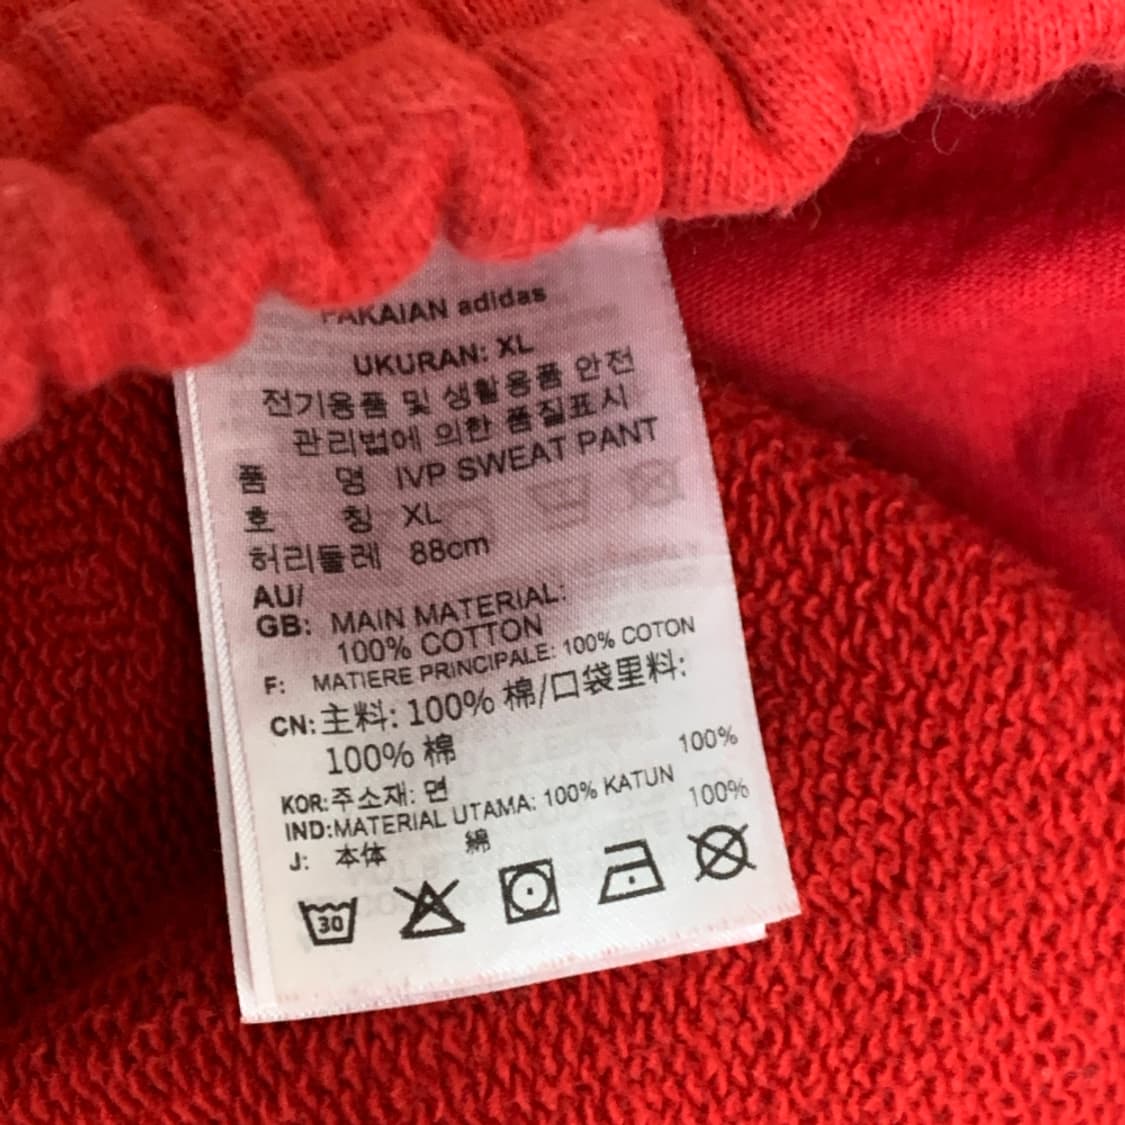 PAKAIAN adidas
UKURAN: XL
전기용품 및 생활용품 안전
관리법에 의한 품질표시
품 명 IVP SWEAT PANT
호 칭 XL
허리둘레 88cm
AU/
GB: MAIN MATERIAL:
100% COTTON
F: MATIERE PRINCIPALE: 100% COTON
CN: 主料: 100% 棉/口袋里料:
100% 棉
KOR: 주소재: 면 100%
IND: MATERIAL UTAMA: 100% KATUN
J: 本体 綿 100%
30